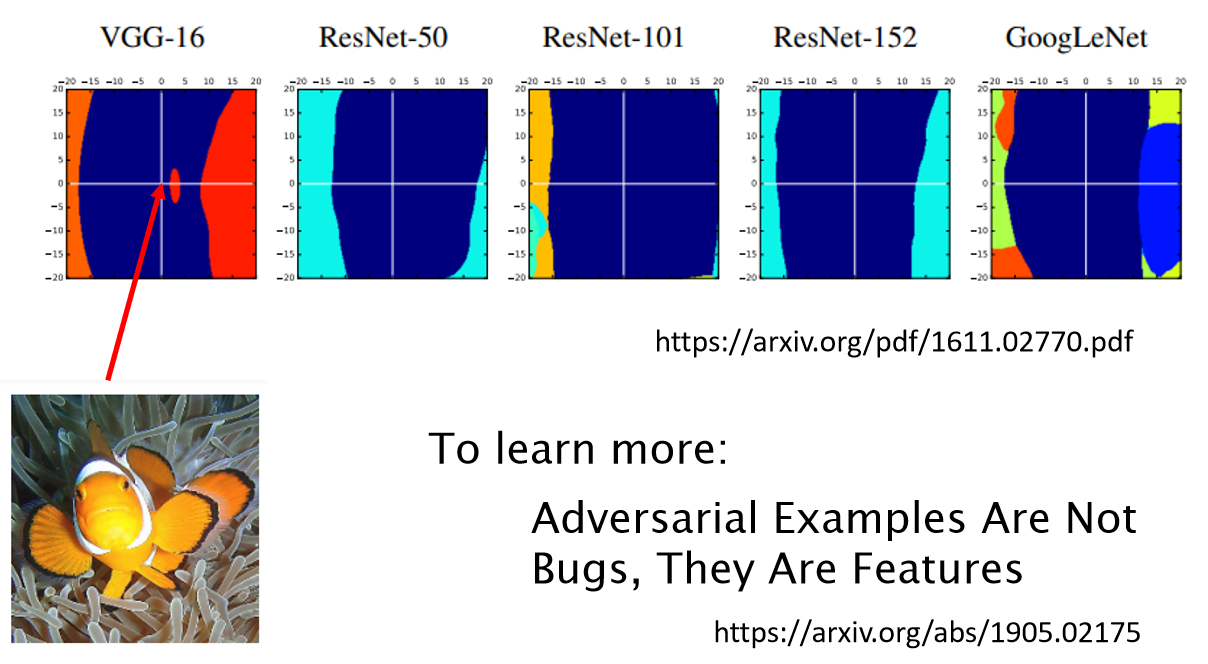 VGG-16 ResNet-50 ResNet-101 ResNet-152 GoogLeNet
−20 −15 −10 −5 0 5 10 15 20 −20 −15 −10 −5 0 5 10 15 20 −20 −15 −10 −5 0 5 10 15 20 −20 −15 −10 −5 0 5 10 15 20 −20 −15 −10 −5 0 5 10 15 20
20 20 20 20 20
15 15 15 15 15
10 10 10 10 10
5 5 5 5 5
0 0 0 0 0
−5 −5 −5 −5 −5
−10 −10 −10 −10 −10
−15 −15 −15 −15 −15
−20 −20 −20 −20 −20
https://arxiv.org/pdf/1611.02770.pdf
To learn more:
Adversarial Examples Are Not
Bugs, They Are Features
https://arxiv.org/abs/1905.02175